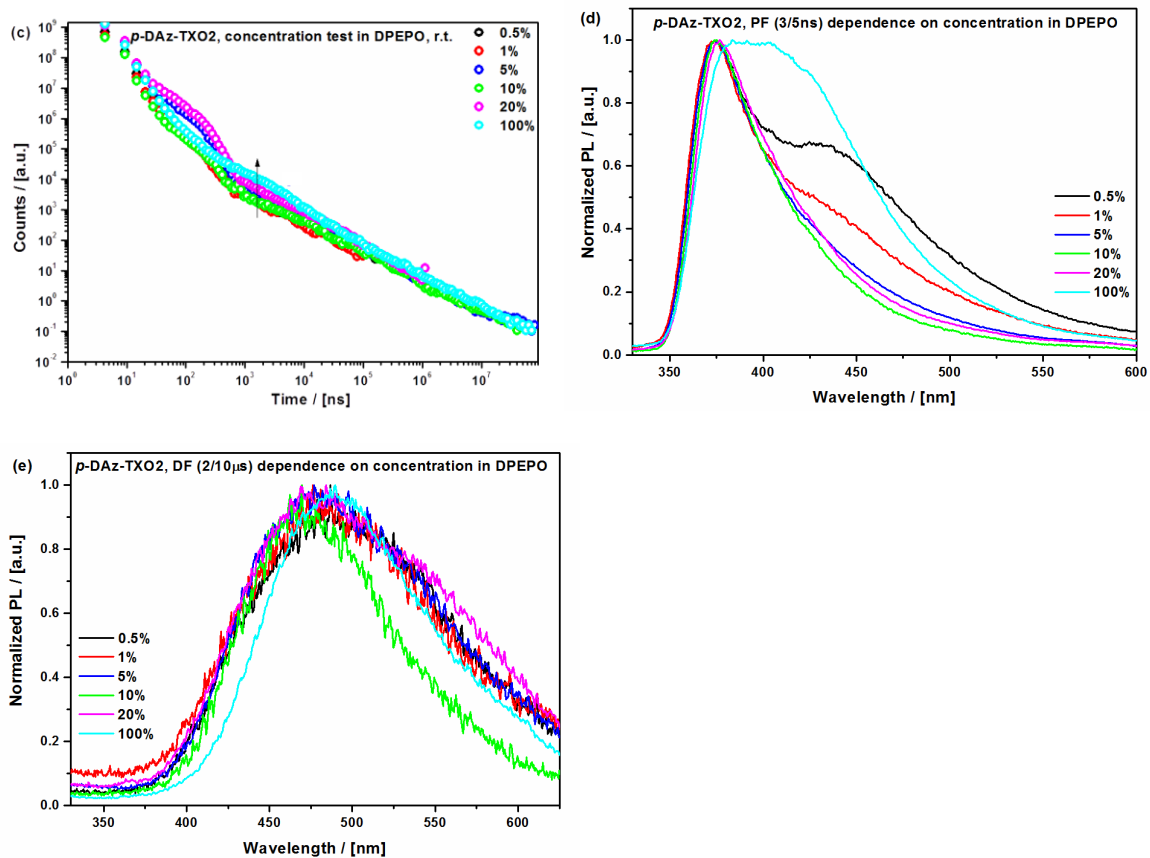 (c)
p-DAz-TXO2, concentration test in DPEPO, r.t.
0.5%
1%
5%
10%
20%
100%
Counts / [a.u.]
10^9
10^8
10^7
10^6
10^5
10^4
10^3
10^2
10^1
10^0
10^-1
10^-2
10^0 10^1 10^2 10^3 10^4 10^5 10^6 10^7
Time / [ns]
(d)
p-DAz-TXO2, PF (3/5ns) dependence on concentration in DPEPO
Normalized PL / [a.u.]
1.0
0.8
0.6
0.4
0.2
0.0
0.5%
1%
5%
10%
20%
100%
350 400 450 500 550 600
Wavelength / [nm]
(e)
p-DAz-TXO2, DF (2/10μs) dependence on concentration in DPEPO
Normalized PL / [a.u.]
1.0
0.8
0.6
0.4
0.2
0.0
0.5%
1%
5%
10%
20%
100%
350 400 450 500 550 600
Wavelength / [nm]